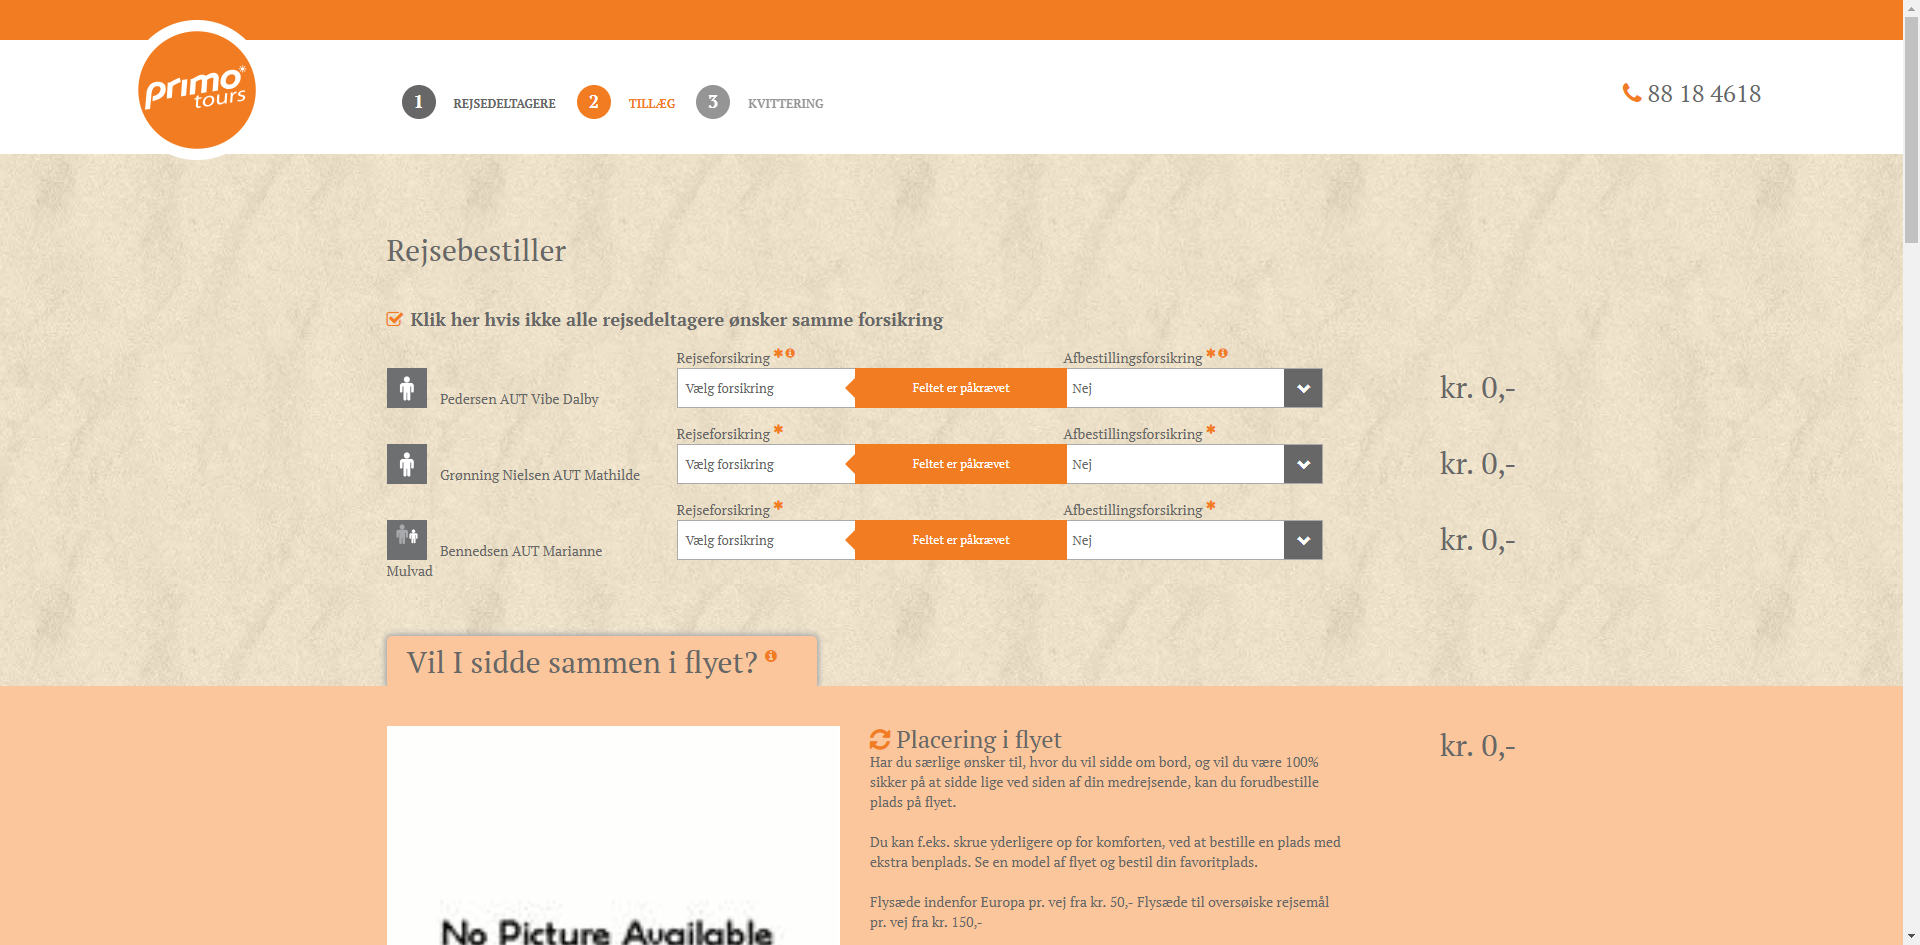 primo
tours
1 REJSEDELTAGERE 2 TILLÆG 3 KVITTERING
88 18 4618
Rejsebestiller
Klik her hvis ikke alle rejsedeltagere ønsker samme forsikring
Rejseforsikring * Afbestillingsforsikring *
Pedersen AUT Vibe Dalby Vælg forsikring Feltet er påkrævet Nej kr. 0,-
Rejseforsikring * Afbestillingsforsikring *
Grønning Nielsen AUT Mathilde Vælg forsikring Feltet er påkrævet Nej kr. 0,-
Rejseforsikring * Afbestillingsforsikring *
Bennedsen AUT Marianne Vælg forsikring Feltet er påkrævet Nej kr. 0,-
Mulvad
Vil I sidde sammen i flyet?
Placering i flyet kr. 0,-
Har du særlige ønsker til, hvor du vil sidde om bord, og vil du være 100%
sikker på at sidde lige ved siden af din medrejsende, kan du forudbestille
plads på flyet.
Du kan f.eks. skrue yderligere op for komforten, ved at bestille en plads med
ekstra benplads. Se en model af flyet og bestil din favoritplads.
Flysæde indenfor Europa pr. vej fra kr. 50,- Flysæde til oversøiske rejsemål
pr. vej fra kr. 150,-
No Picture Available